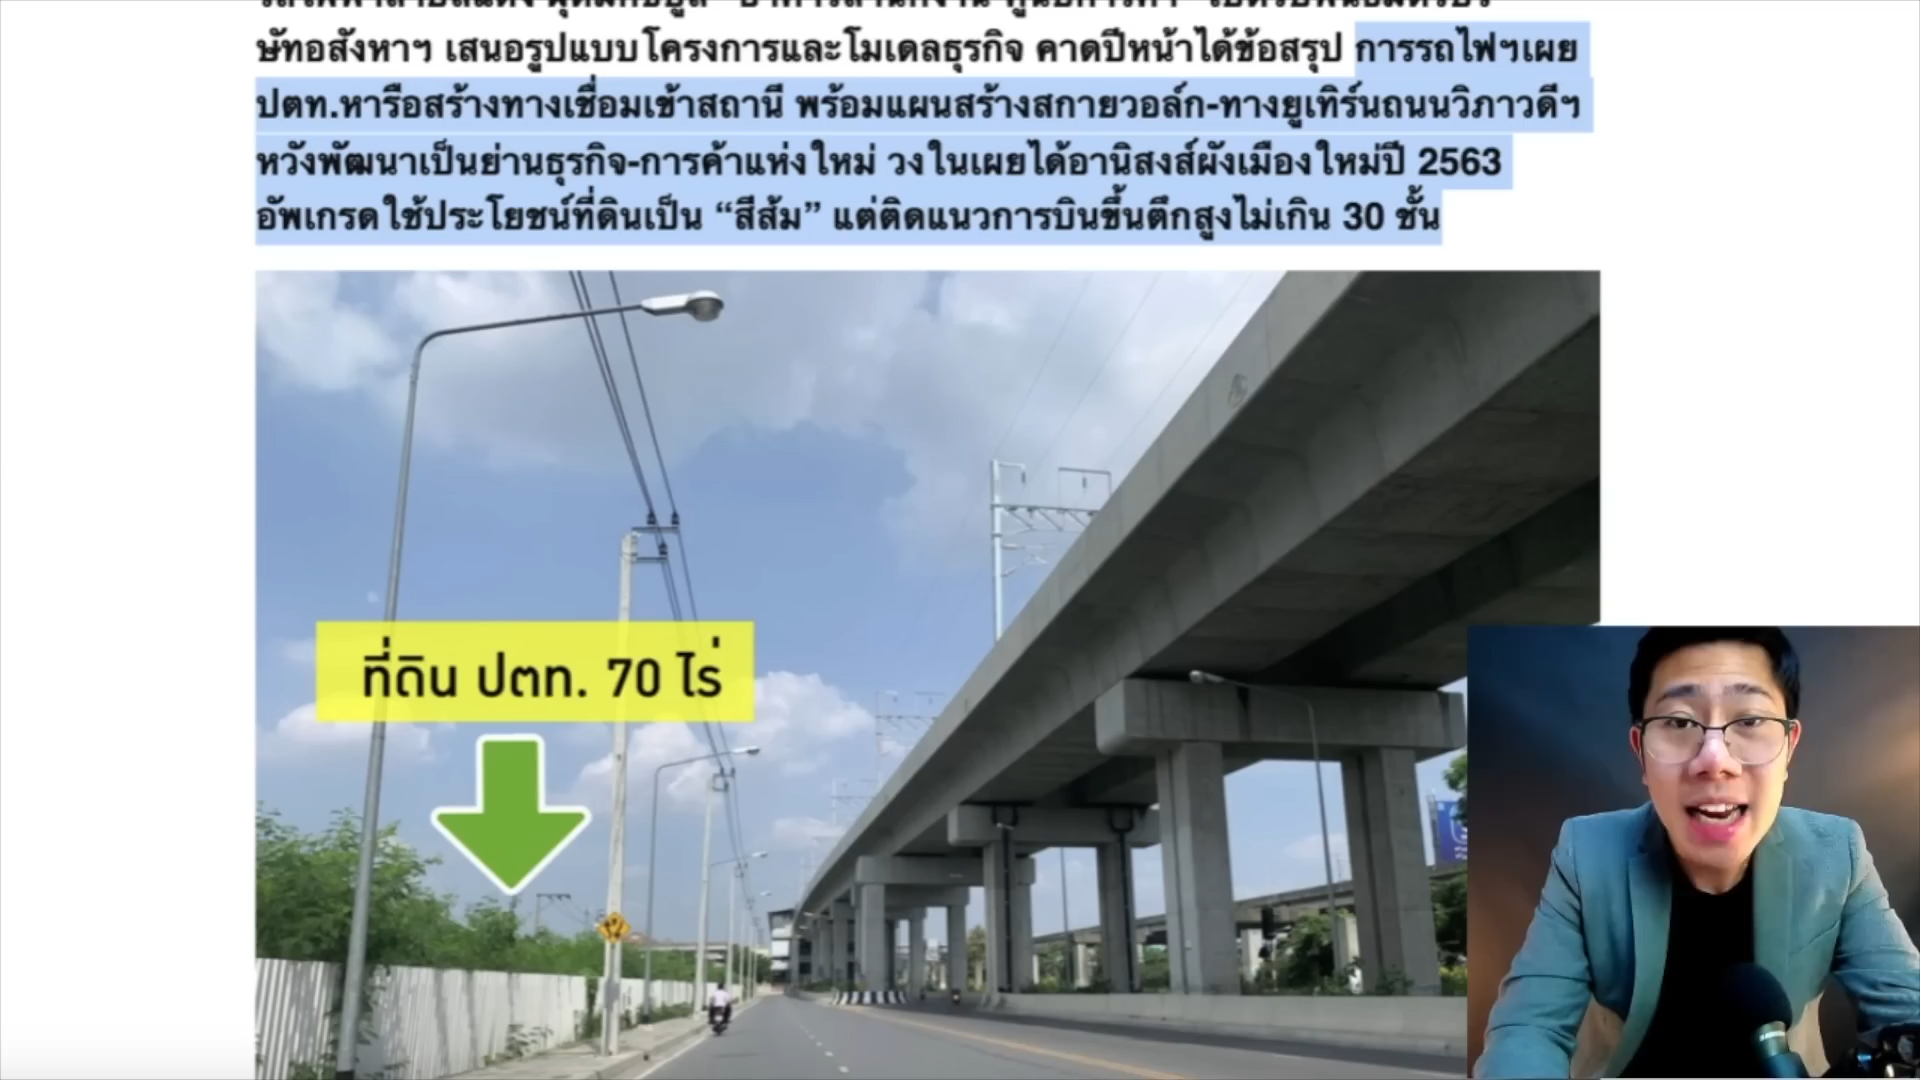 ษัทอสังหาฯ เสนอรูปแบบโครงการและโมเดลธุรกิจ คาดปีหน้าได้ข้อสรุป การรถไฟฯเผย
ปตท.หารือสร้างทางเชื่อมเข้าสถานี พร้อมแผนสร้างสกายวอล์ก-ทางยูเทิร์นถนนวิภาวดีฯ
หวังพัฒนาเป็นย่านธุรกิจ-การค้าแห่งใหม่ วงในเผยได้อานิสงส์ผังเมืองใหม่ปี 2563
อัพเกรดใช้ประโยชน์ที่ดินเป็น “สีส้ม” แต่ติดแนวการบินขึ้นตึกสูงไม่เกิน 30 ชั้น
ที่ดิน ปตท. 70 ไร่